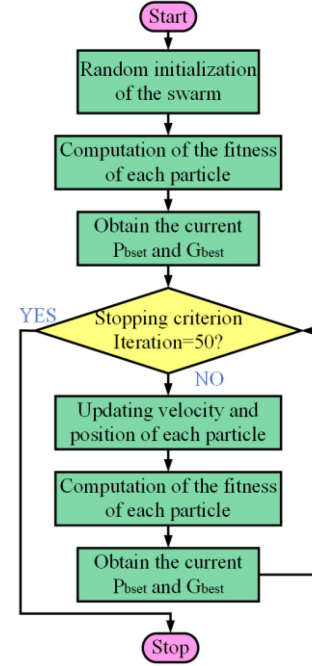 Start
Random initialization
of the swarm
Computation of the fitness
of each particle
Obtain the current
Pbset and Gbest
YES
Stopping criterion
Iteration=50?
NO
Updating velocity and
position of each particle
Computation of the fitness
of each particle
Obtain the current
Pbset and Gbest
Stop